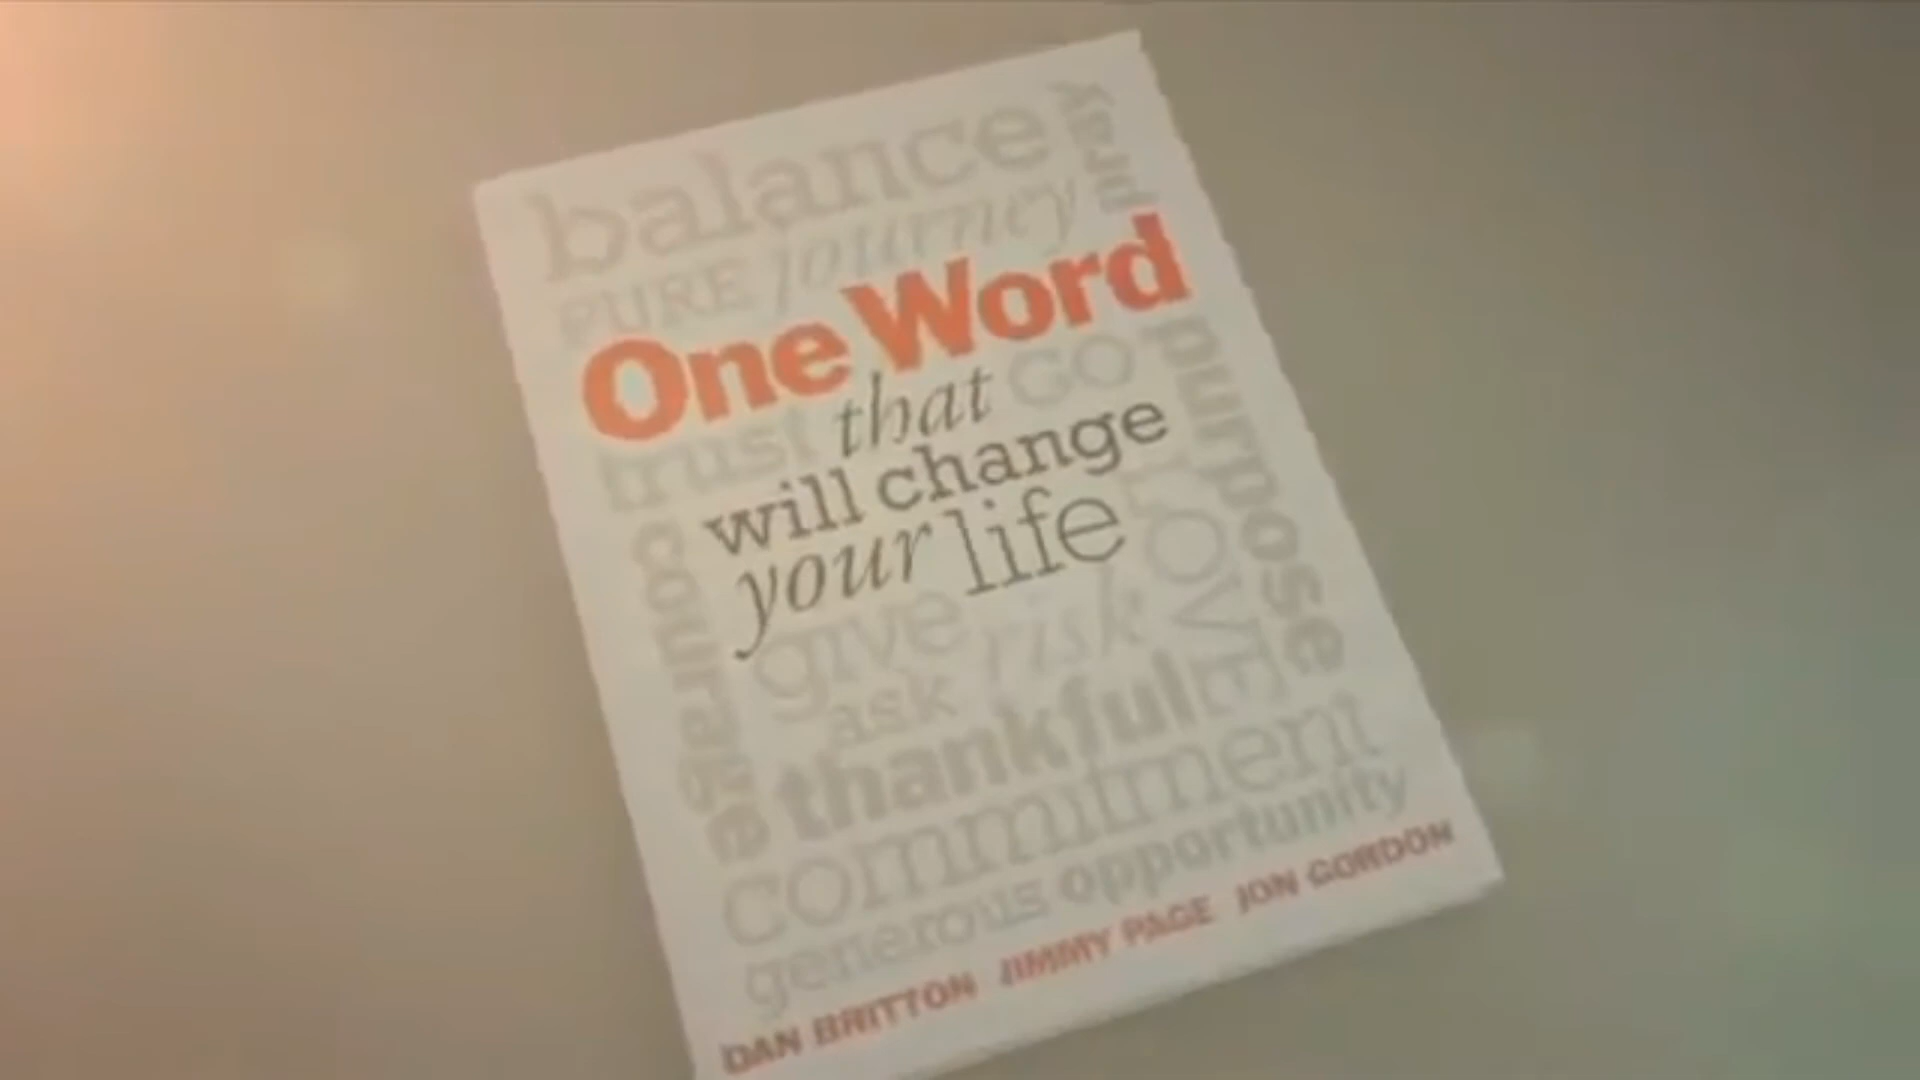 balance
pray
PURE journey
One Word
that GO
trust
will change
your life
purpose
courage
LOVE
give risk
ask
thankful
commitment
generous opportunity
DAN BRITTON JIMMY PAGE JON GORDON